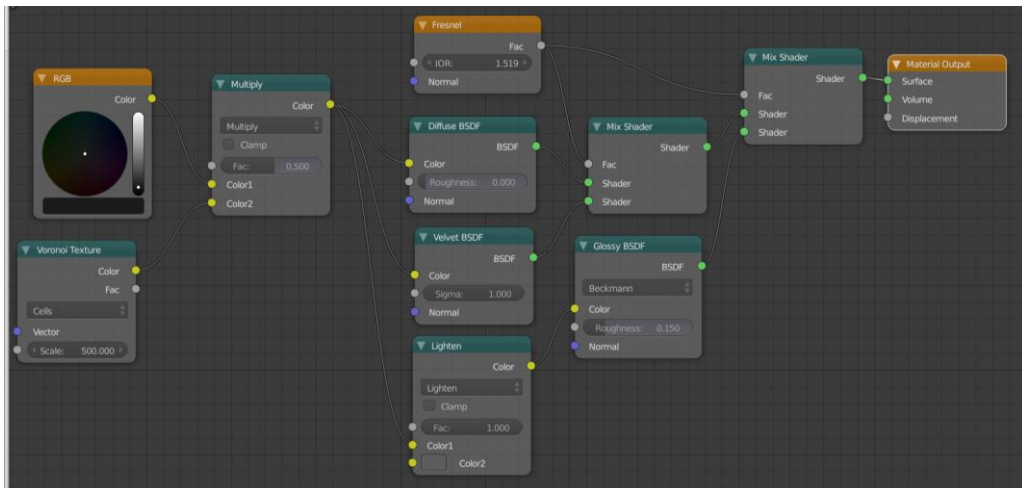 RGB
Color
Voronoi Texture
Color
Fac
Cells
Vector
Scale: 500.000
Multiply
Color
Multiply
Clamp
Fac: 0.500
Color1
Color2
Fresnel
Fac
IOR: 1.519
Normal
Diffuse BSDF
BSDF
Color
Roughness: 0.000
Normal
Velvet BSDF
BSDF
Color
Sigma: 1.000
Normal
Lighten
Color
Lighten
Clamp
Fac: 1.000
Color1
Color2
Mix Shader
Shader
Fac
Shader
Shader
Glossy BSDF
BSDF
Beckmann
Color
Roughness: 0.150
Normal
Mix Shader
Shader
Fac
Shader
Shader
Material Output
Surface
Volume
Displacement